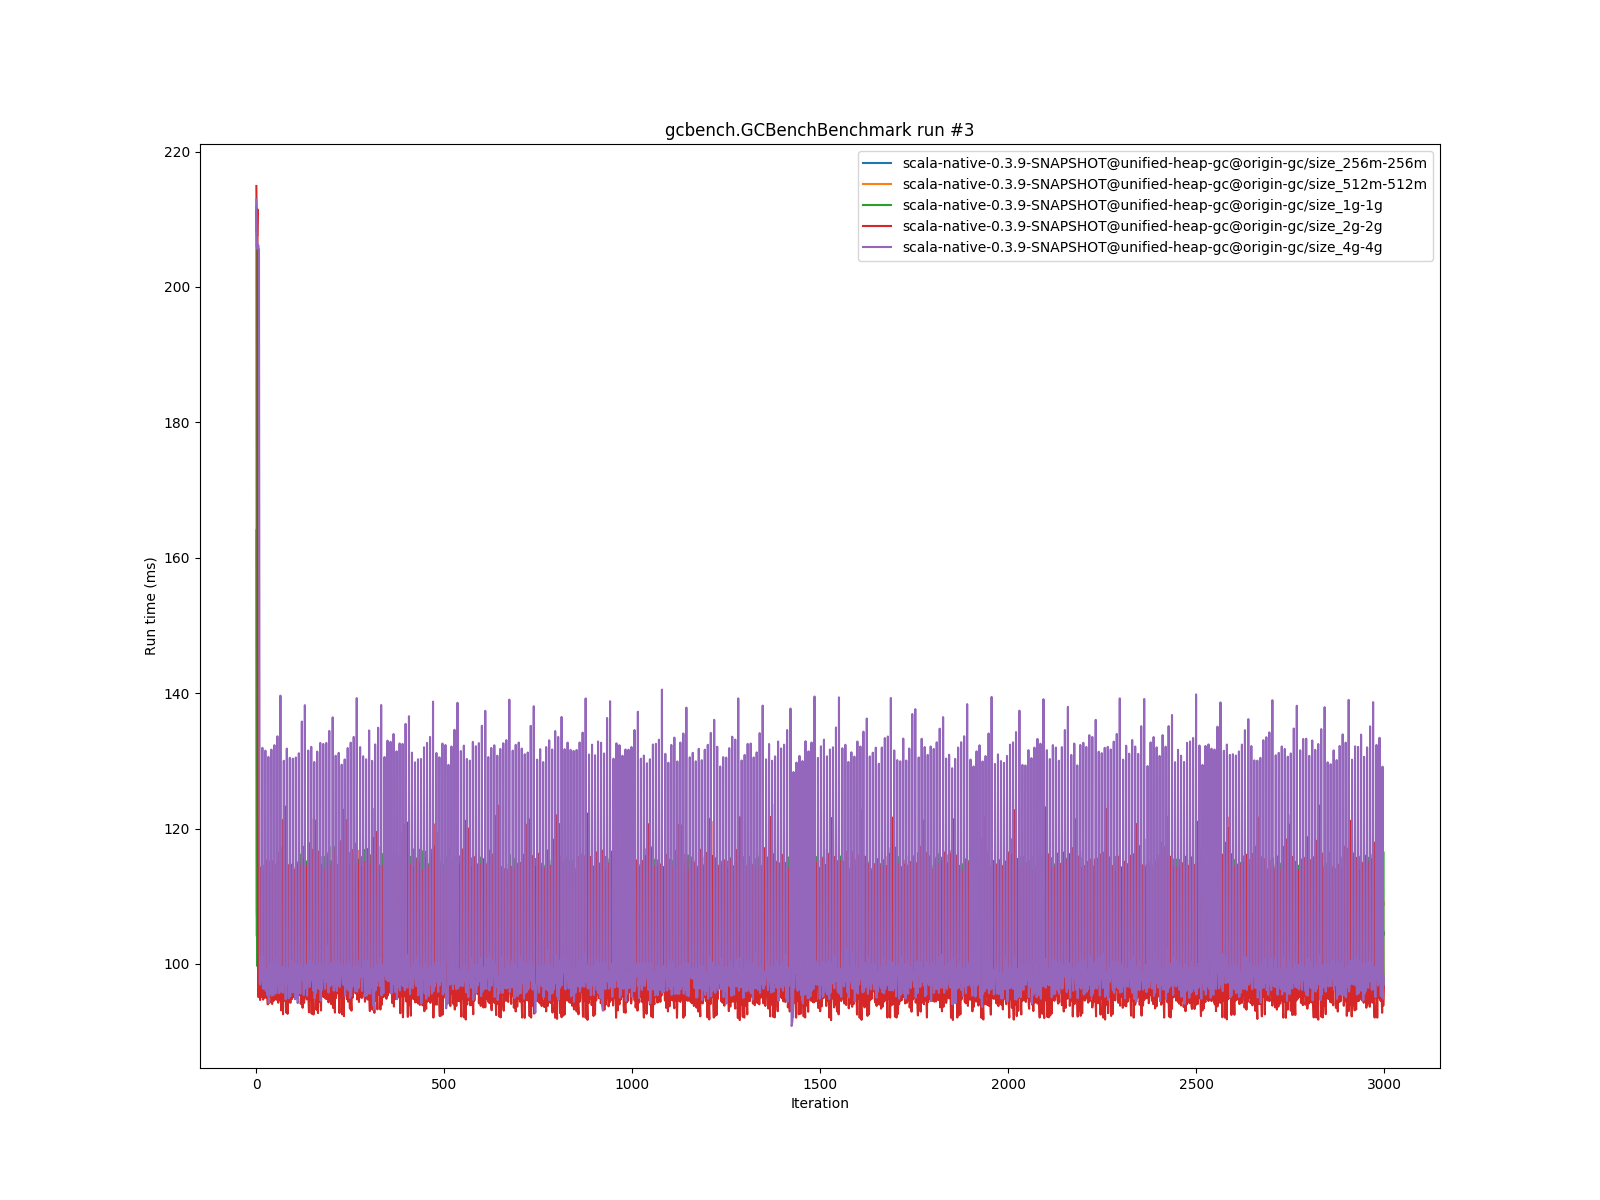 gcbench.GCBenchBenchmark run #3
scala-native-0.3.9-SNAPSHOT@unified-heap-gc@origin-gc/size_256m-256m
scala-native-0.3.9-SNAPSHOT@unified-heap-gc@origin-gc/size_512m-512m
scala-native-0.3.9-SNAPSHOT@unified-heap-gc@origin-gc/size_1g-1g
scala-native-0.3.9-SNAPSHOT@unified-heap-gc@origin-gc/size_2g-2g
scala-native-0.3.9-SNAPSHOT@unified-heap-gc@origin-gc/size_4g-4g
220
200
180
160
140
120
100
Run time (ms)
0 500 1000 1500 2000 2500 3000
Iteration